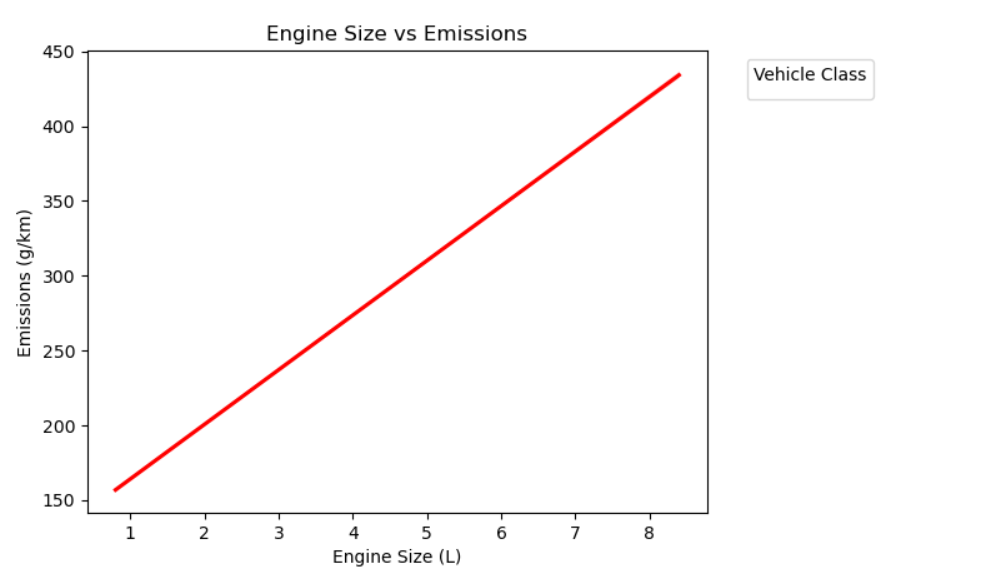 Engine Size vs Emissions
Vehicle Class
Emissions (g/km)
450
400
350
300
250
200
150
1 2 3 4 5 6 7 8
Engine Size (L)